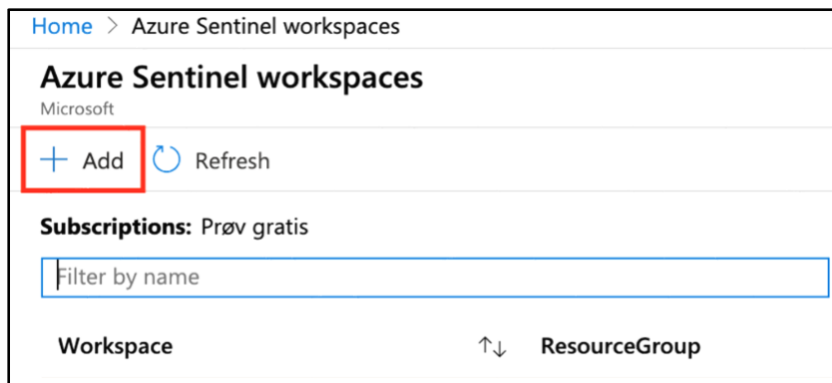 Home > Azure Sentinel workspaces
Azure Sentinel workspaces
Microsoft
+ Add Refresh
Subscriptions: Prøv gratis
Filter by name
Workspace ↑↓ ResourceGroup